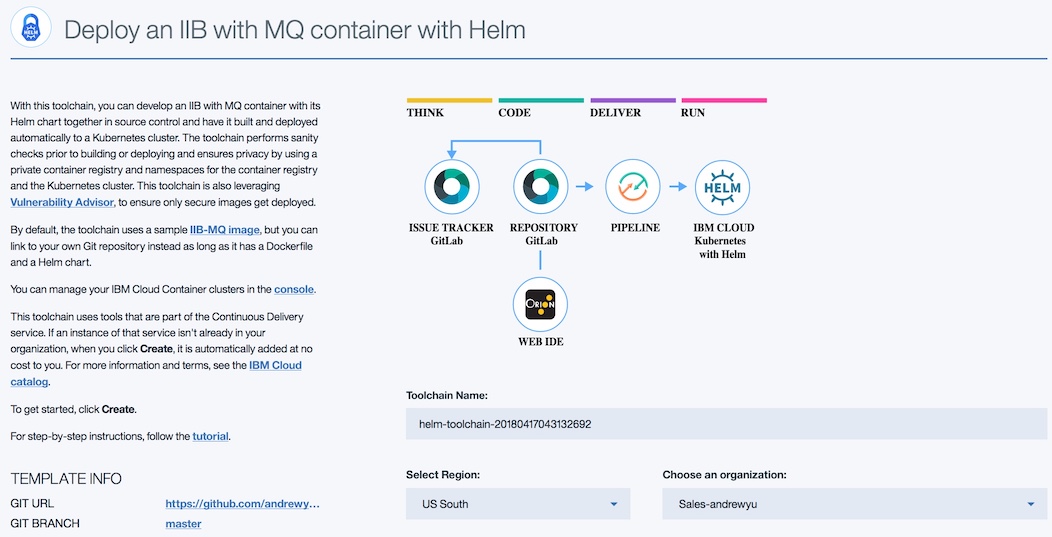 HELM
Deploy an IIB with MQ container with Helm
With this toolchain, you can develop an IIB with MQ container with its
Helm chart together in source control and have it built and deployed
automatically to a Kubernetes cluster. The toolchain performs sanity
checks prior to building or deploying and ensures privacy by using a
private container registry and namespaces for the container registry
and the Kubernetes cluster. This toolchain is also leveraging
Vulnerability Advisor, to ensure only secure images get deployed.
By default, the toolchain uses a sample IIB-MQ image, but you can
link to your own Git repository instead as long as it has a Dockerfile
and a Helm chart.
You can manage your IBM Cloud Container clusters in the console.
This toolchain uses tools that are part of the Continuous Delivery
service. If an instance of that service isn't already in your
organization, when you click Create, it is automatically added at no
cost to you. For more information and terms, see the IBM Cloud
catalog.
To get started, click Create.
For step-by-step instructions, follow the tutorial.
TEMPLATE INFO
GIT URL https://github.com/andrewy...
GIT BRANCH master
THINK CODE DELIVER RUN
HELM
ISSUE TRACKER REPOSITORY PIPELINE IBM CLOUD
GitLab GitLab Kubernetes
with Helm
ORION
WEB IDE
Toolchain Name:
helm-toolchain-20180417043132692
Select Region: Choose an organization:
US South Sales-andrewyu